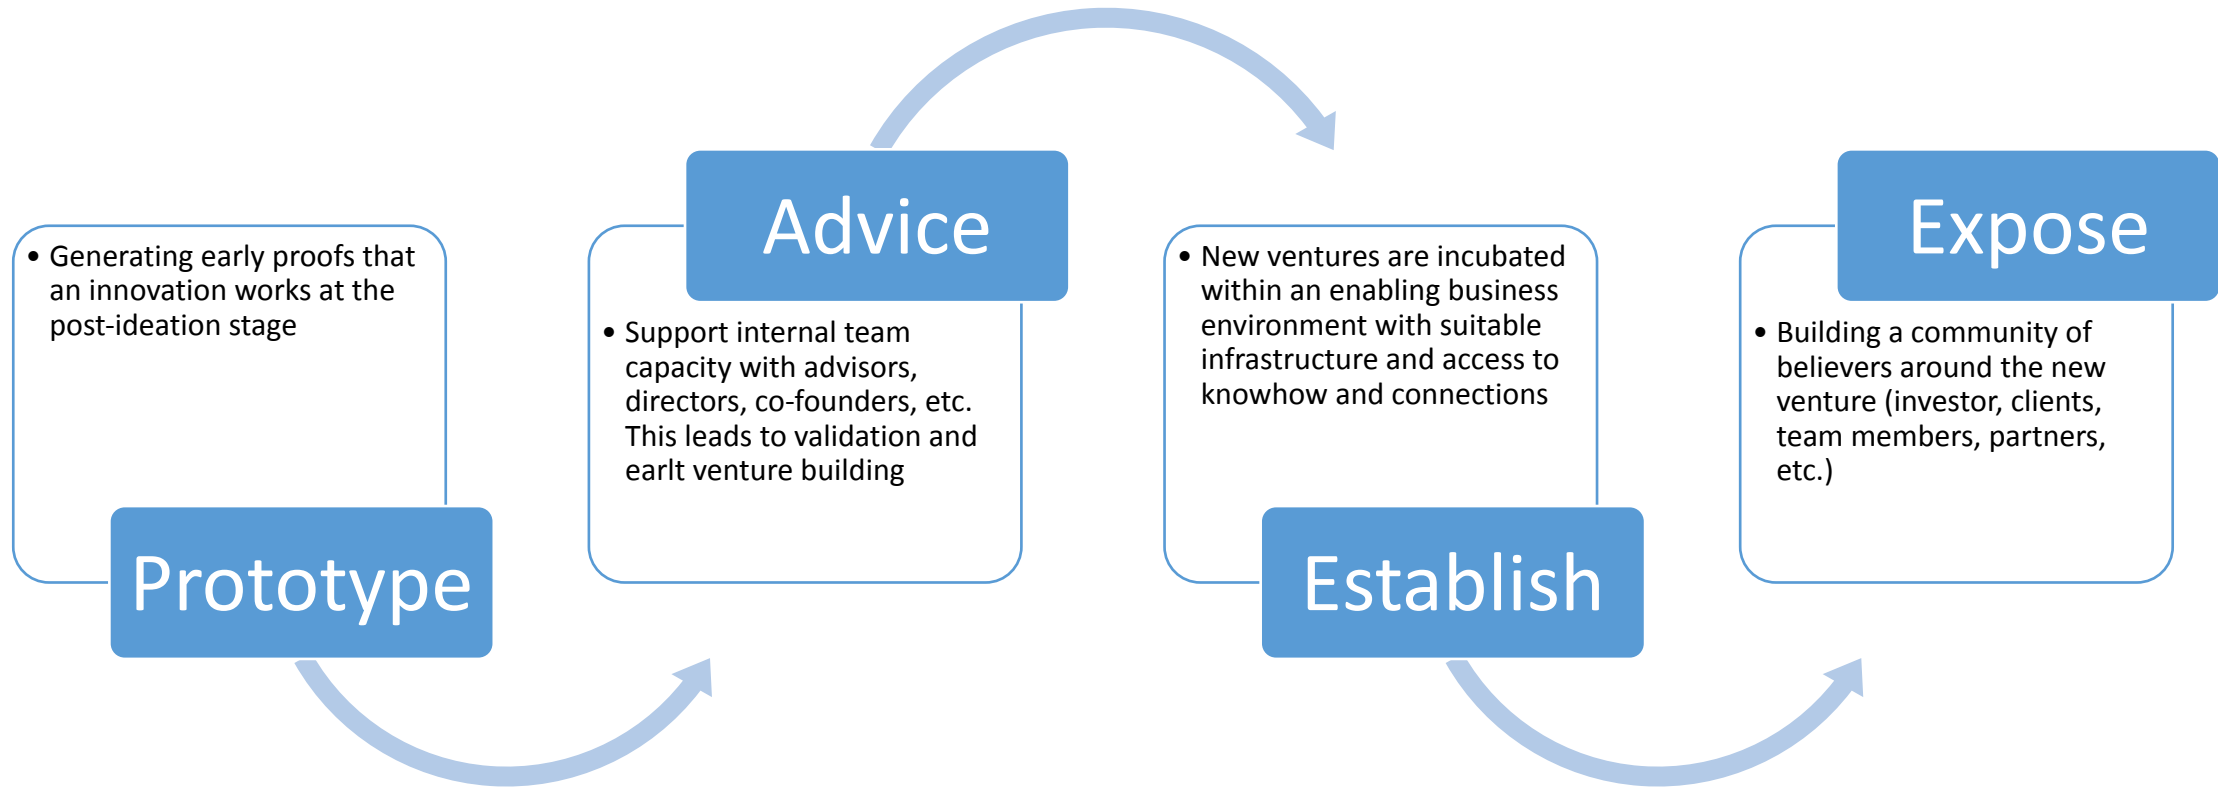 • Generating early proofs that
an innovation works at the
post-ideation stage
Prototype
Advice
• Support internal team
capacity with advisors,
directors, co-founders, etc.
This leads to validation and
earlt venture building
• New ventures are incubated
within an enabling business
environment with suitable
infrastructure and access to
knowhow and connections
Establish
Expose
• Building a community of
believers around the new
venture (investor, clients,
team members, partners,
etc.)